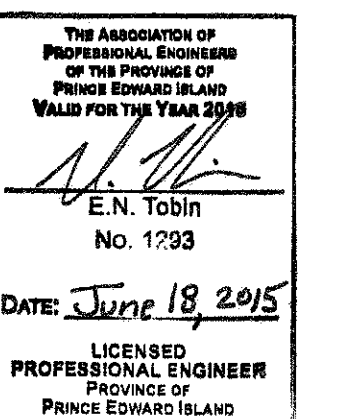 THE ASSOCIATION OF
PROFESSIONAL ENGINEERS
OF THE PROVINCE OF
PRINCE EDWARD ISLAND
VALID FOR THE YEAR
E.N. Tobin
No. 1293
DATE: June 18, 2015
LICENSED
PROFESSIONAL ENGINEER
PROVINCE OF
PRINCE EDWARD ISLAND